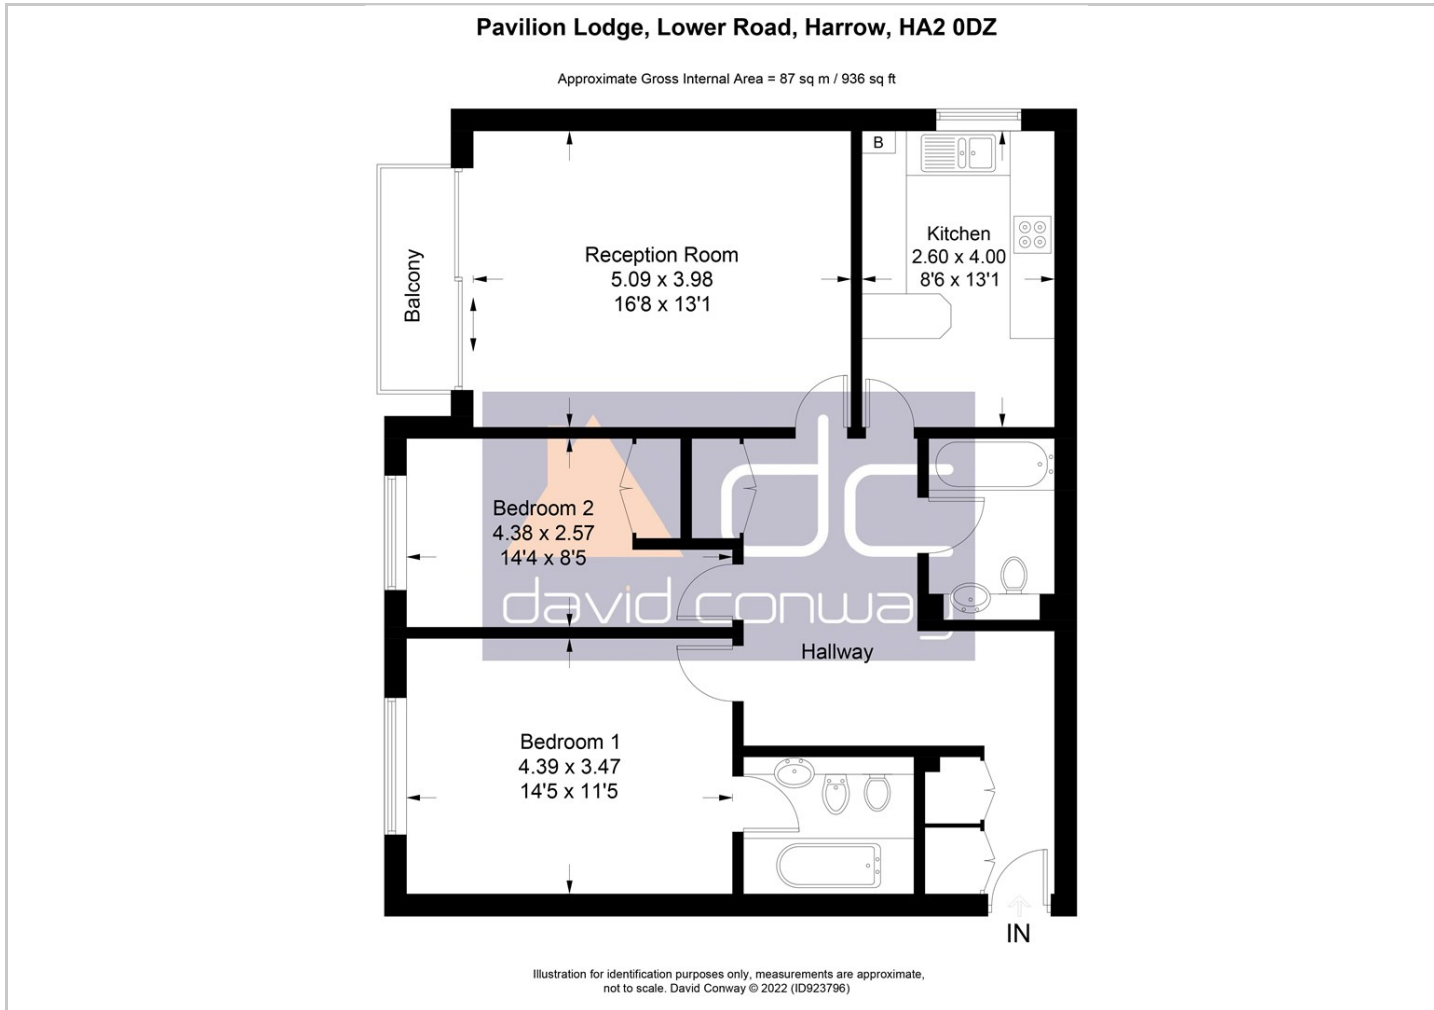 Pavilion Lodge, Lower Road, Harrow, HA2 0DZ
Approximate Gross Internal Area = 87 sq m / 936 sq ft
B
Kitchen
2.60 x 4.00
8'6 x 13'1
Reception Room
5.09 x 3.98
16'8 x 13'1
Balcony
Bedroom 2
4.38 x 2.57
14'4 x 8'5
dc
david conway
Hallway
Bedroom 1
4.39 x 3.47
14'5 x 11'5
IN
Illustration for identification purposes only, measurements are approximate,
not to scale. David Conway © 2022 (ID923796)